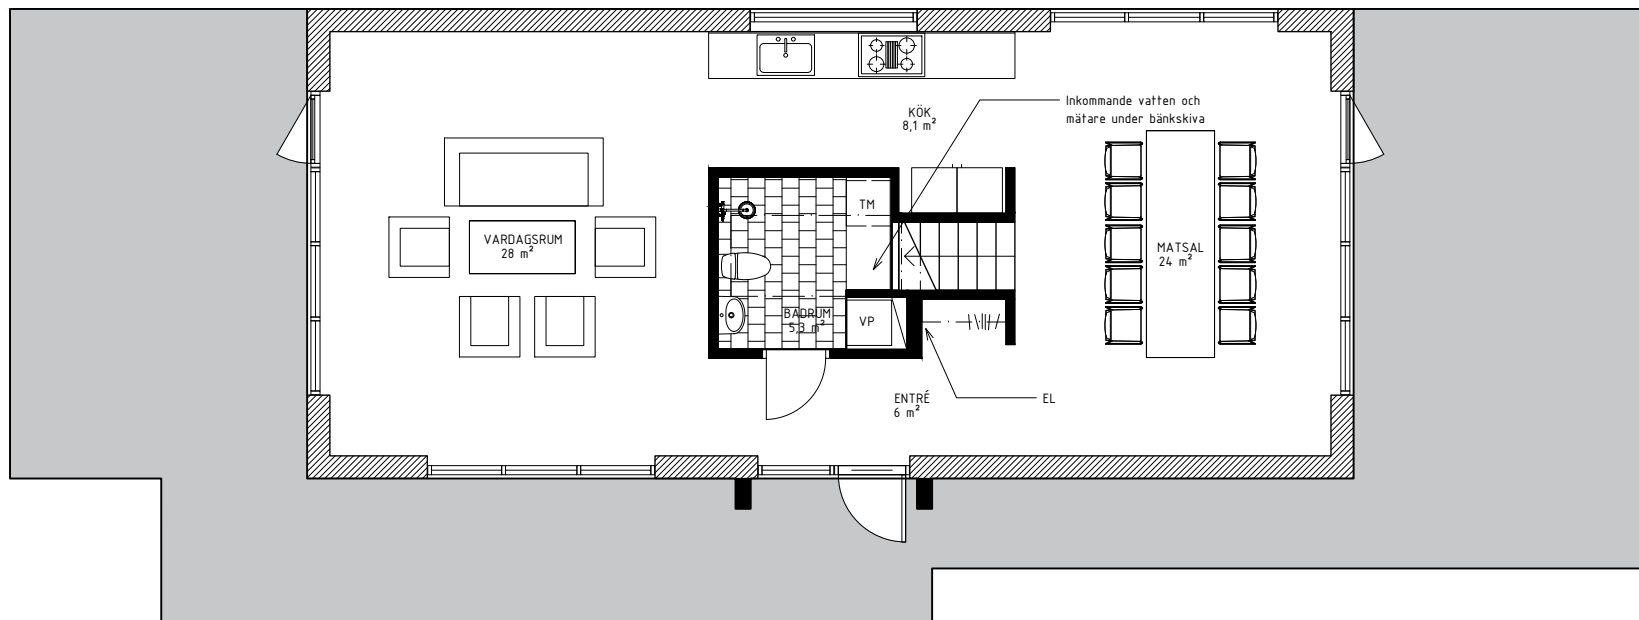 KÖK
8,1 m²
Inkommande vatten och
mätare under bänkskiva
TM
VARDAGSRUM
28 m²
MATSAL
24 m²
BADRUM
5,3 m²
VP
ENTRÉ
6 m²
EL